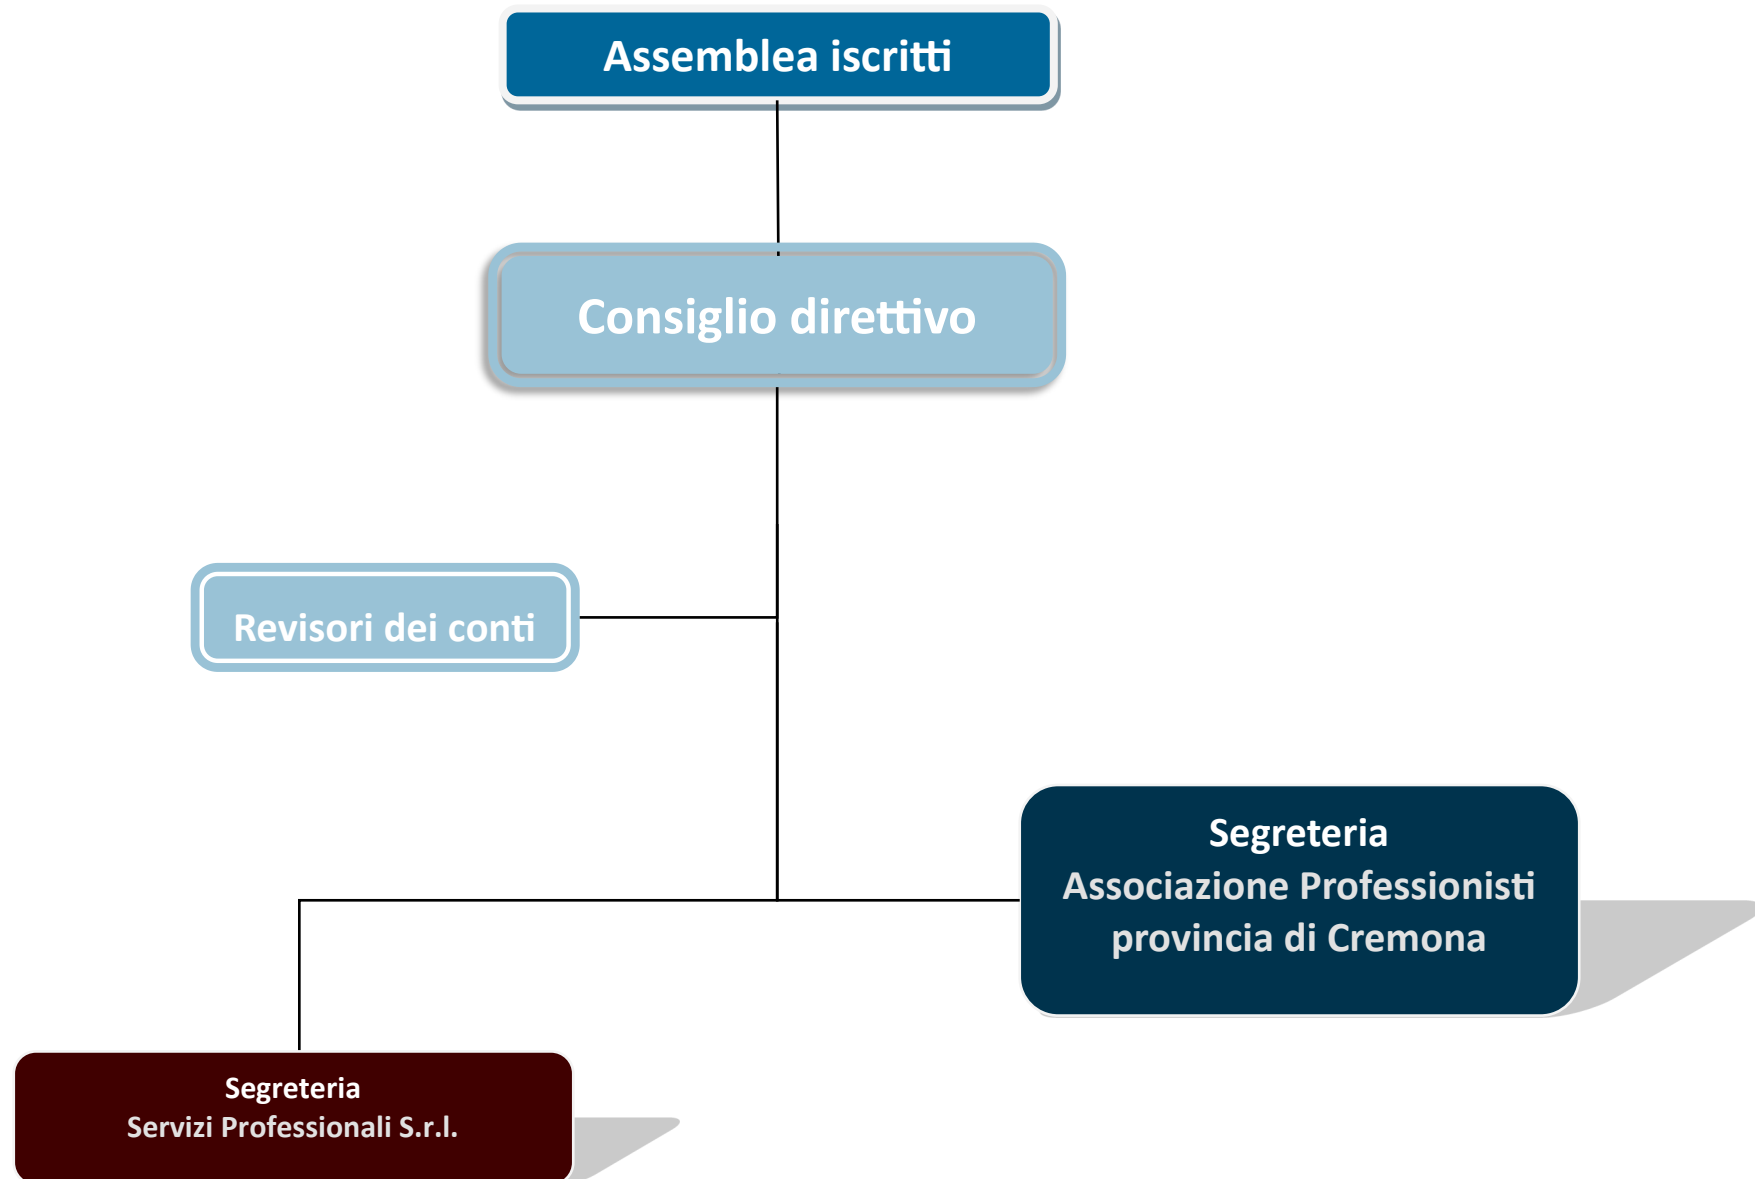 Assemblea iscritti
Consiglio direttivo
Revisori dei conti
Segreteria
Associazione Professionisti
provincia di Cremona
Segreteria
Servizi Professionali S.r.l.